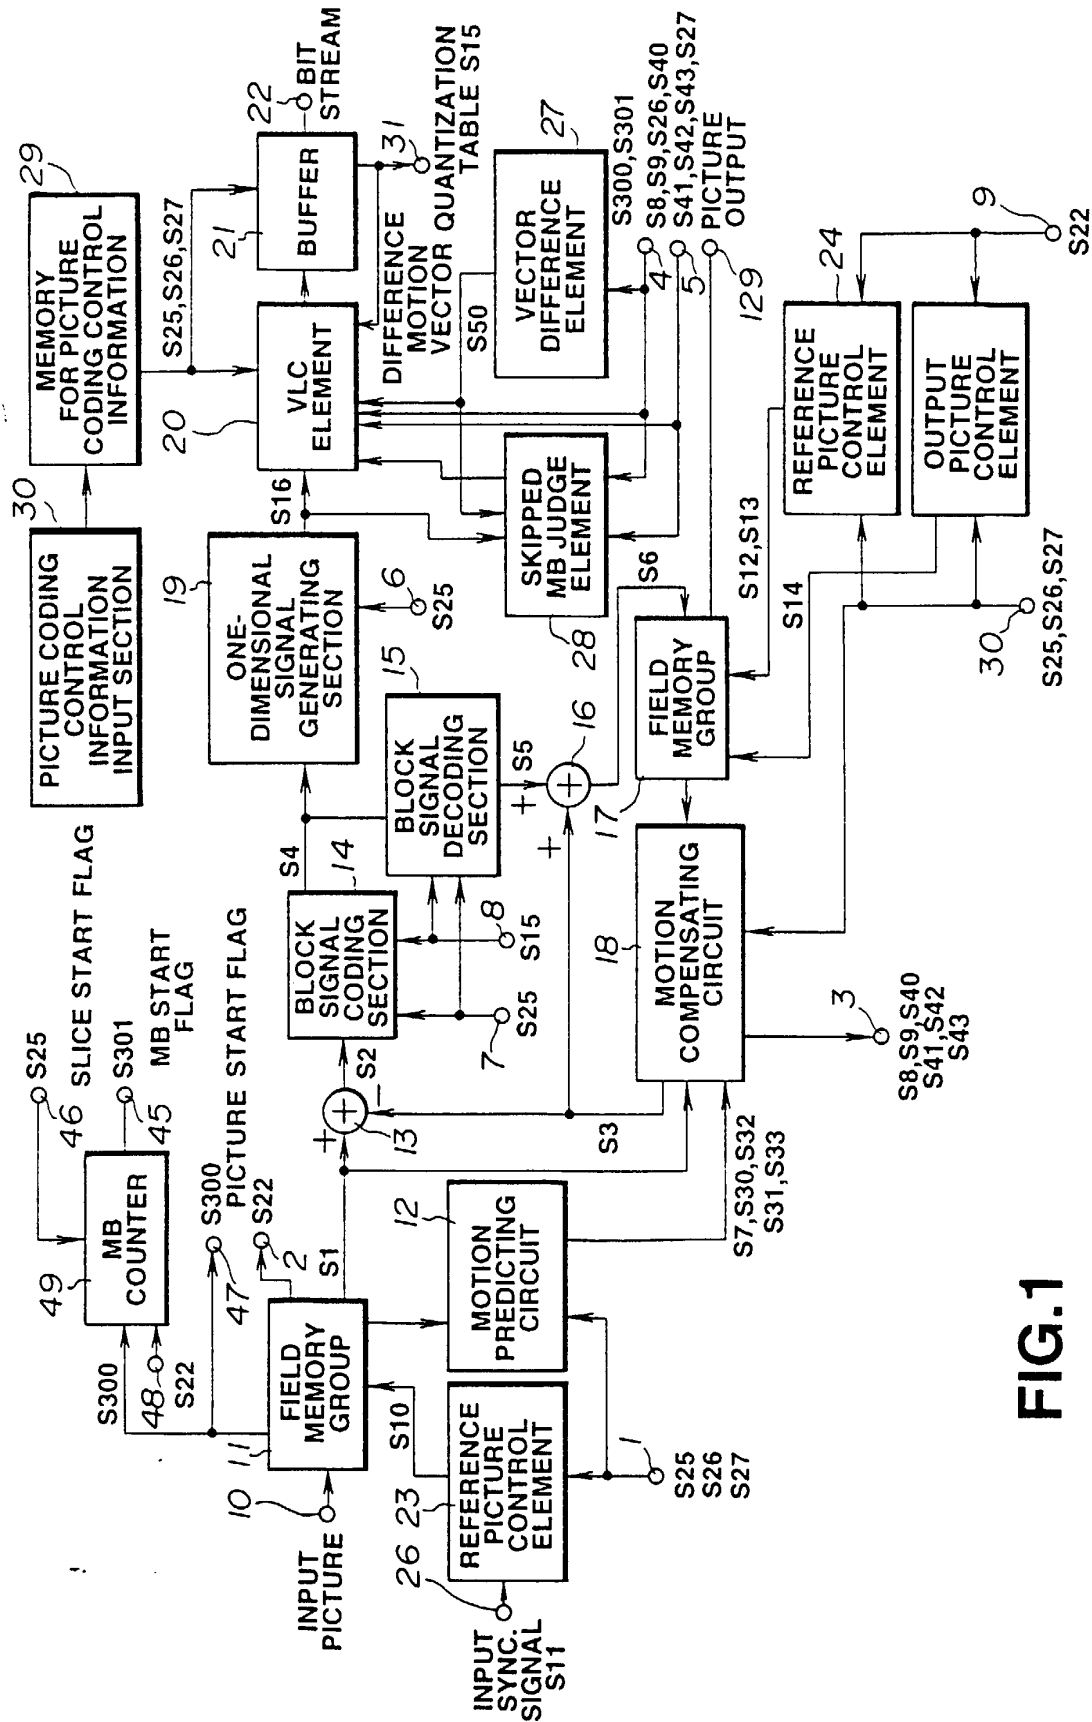 PICTURE CODING
CONTROL
INFORMATION
INPUT SECTION
30
MEMORY
FOR PICTURE
CODING CONTROL
INFORMATION
29
S25,S26,S27
SLICE START FLAG
46
S25
S301
45
MB START
FLAG
MB
COUNTER
49
S300
48
S22
S300
47
PICTURE START FLAG
S22
2
INPUT
PICTURE
10
FIELD
MEMORY
GROUP
11
S1
S10
INPUT
SYNC.
SIGNAL
S11
26
REFERENCE
PICTURE
CONTROL
ELEMENT
23
MOTION
PREDICTING
CIRCUIT
12
1
S25
S26
S27
S7,S30,S32
S31,S33
+
+
-
13
S2
S3
BLOCK
SIGNAL
CODING
SECTION
14
S4
7
S25
8
S15
BLOCK
SIGNAL
DECODING
SECTION
15
S5
+
+
+
16
S6
ONE-
DIMENSIONAL
SIGNAL
GENERATING
SECTION
19
6
S25
S16
VLC
ELEMENT
20
BUFFER
21
22
BIT
STREAM
31
DIFFERENCE
MOTION
VECTOR QUANTIZATION
TABLE S15
S50
SKIPPED
MB JUDGE
ELEMENT
28
VECTOR
DIFFERENCE
ELEMENT
27
S300,S301
4
S8,S9,S26,S40
5
S41,S42,S43,S27
129
PICTURE
OUTPUT
FIELD
MEMORY
GROUP
17
MOTION
COMPENSATING
CIRCUIT
18
3
S8,S9,S40
S41,S42
S43
S12,S13
S14
REFERENCE
PICTURE
CONTROL
ELEMENT
24
OUTPUT
PICTURE
CONTROL
ELEMENT
9
S22
30
S25,S26,S27
FIG.1